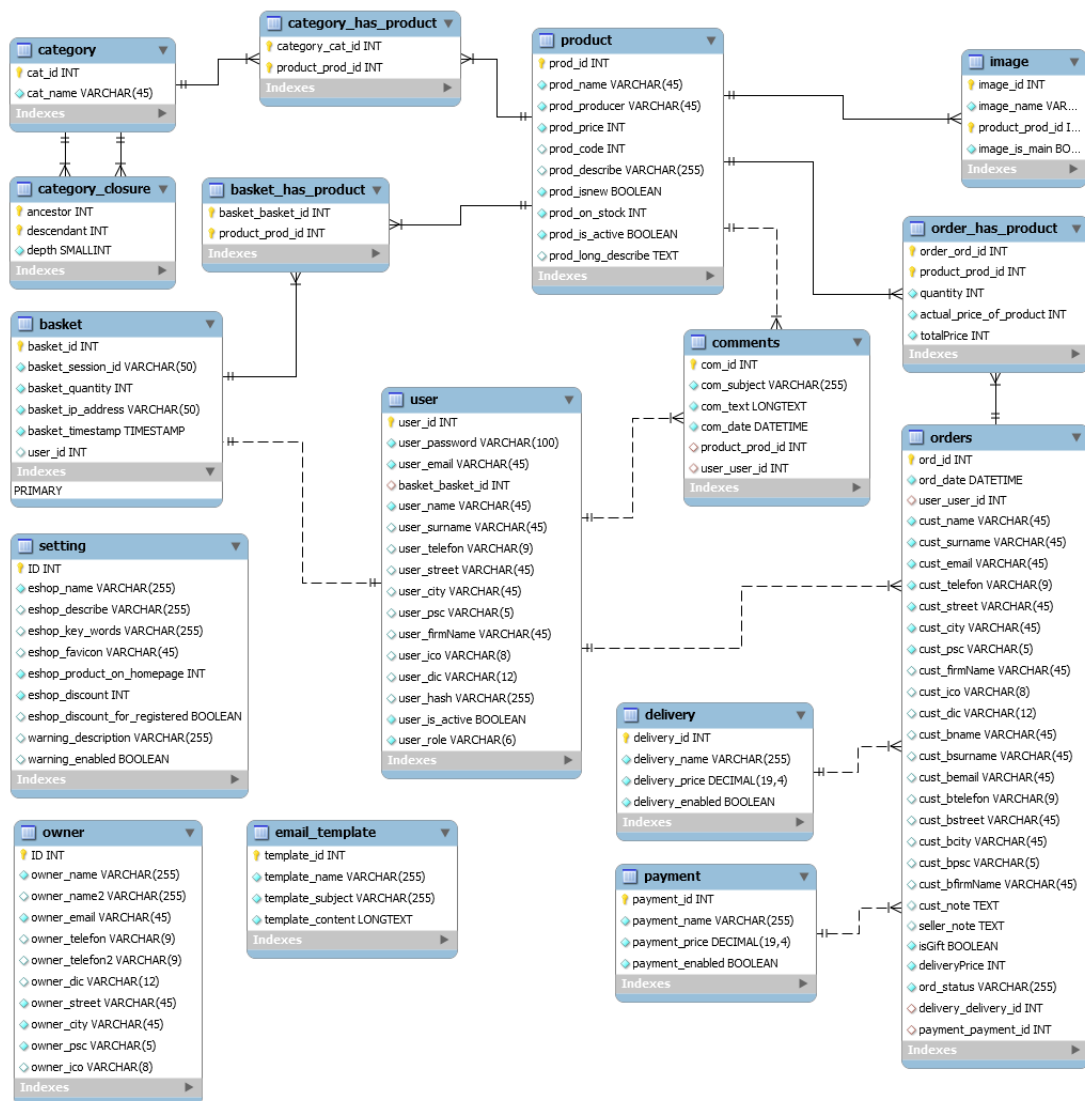 category
cat_id INT
cat_name VARCHAR(45)
Indexes
category_has_product
category_cat_id INT
product_prod_id INT
Indexes
product
prod_id INT
prod_name VARCHAR(45)
prod_producer VARCHAR(45)
prod_price INT
prod_code INT
prod_describe VARCHAR(255)
prod_isnew BOOLEAN
prod_on_stock INT
prod_is_active BOOLEAN
prod_long_describe TEXT
Indexes
image
image_id INT
image_name VAR...
product_prod_id I...
image_is_main BO...
Indexes
category_closure
ancestor INT
descendant INT
depth SMALLINT
Indexes
basket_has_product
basket_basket_id INT
product_prod_id INT
Indexes
order_has_product
order_ord_id INT
product_prod_id INT
quantity INT
actual_price_of_product INT
totalPrice INT
Indexes
basket
basket_id INT
basket_session_id VARCHAR(50)
basket_quantity INT
basket_ip_address VARCHAR(50)
basket_timestamp TIMESTAMP
user_id INT
Indexes
PRIMARY
comments
com_id INT
com_subject VARCHAR(255)
com_text LONGTEXT
com_date DATETIME
product_prod_id INT
user_user_id INT
Indexes
user
user_id INT
user_password VARCHAR(100)
user_email VARCHAR(45)
basket_basket_id INT
user_name VARCHAR(45)
user_surname VARCHAR(45)
user_telefon VARCHAR(9)
user_street VARCHAR(45)
user_city VARCHAR(45)
user_psc VARCHAR(5)
user_firmName VARCHAR(45)
user_ico VARCHAR(8)
user_dic VARCHAR(12)
user_hash VARCHAR(255)
user_is_active BOOLEAN
user_role VARCHAR(6)
Indexes
orders
ord_id INT
ord_date DATETIME
user_user_id INT
cust_name VARCHAR(45)
cust_surname VARCHAR(45)
cust_email VARCHAR(45)
cust_telefon VARCHAR(9)
cust_street VARCHAR(45)
cust_city VARCHAR(45)
cust_psc VARCHAR(5)
cust_firmName VARCHAR(45)
cust_ico VARCHAR(8)
cust_dic VARCHAR(12)
cust_bname VARCHAR(45)
cust_bsurname VARCHAR(45)
cust_bemail VARCHAR(45)
cust_btelefon VARCHAR(9)
cust_bstreet VARCHAR(45)
cust_bcity VARCHAR(45)
cust_bpsc VARCHAR(5)
cust_bfirmName VARCHAR(45)
cust_note TEXT
seller_note TEXT
isGift BOOLEAN
deliveryPrice INT
ord_status VARCHAR(255)
delivery_delivery_id INT
payment_payment_id INT
Indexes
setting
ID INT
eshop_name VARCHAR(255)
eshop_describe VARCHAR(255)
eshop_key_words VARCHAR(255)
eshop_favicon VARCHAR(45)
eshop_product_on_homepage INT
eshop_discount INT
eshop_discount_for_registered BOOLEAN
warning_description VARCHAR(255)
warning_enabled BOOLEAN
Indexes
delivery
delivery_id INT
delivery_name VARCHAR(255)
delivery_price DECIMAL(19,4)
delivery_enabled BOOLEAN
Indexes
owner
ID INT
owner_name VARCHAR(255)
owner_name2 VARCHAR(255)
owner_email VARCHAR(45)
owner_telefon VARCHAR(9)
owner_telefon2 VARCHAR(9)
owner_dic VARCHAR(12)
owner_street VARCHAR(45)
owner_city VARCHAR(45)
owner_psc VARCHAR(5)
owner_ico VARCHAR(8)
Indexes
email_template
template_id INT
template_name VARCHAR(255)
template_subject VARCHAR(255)
template_content LONGTEXT
Indexes
payment
payment_id INT
payment_name VARCHAR(255)
payment_price DECIMAL(19,4)
payment_enabled BOOLEAN
Indexes